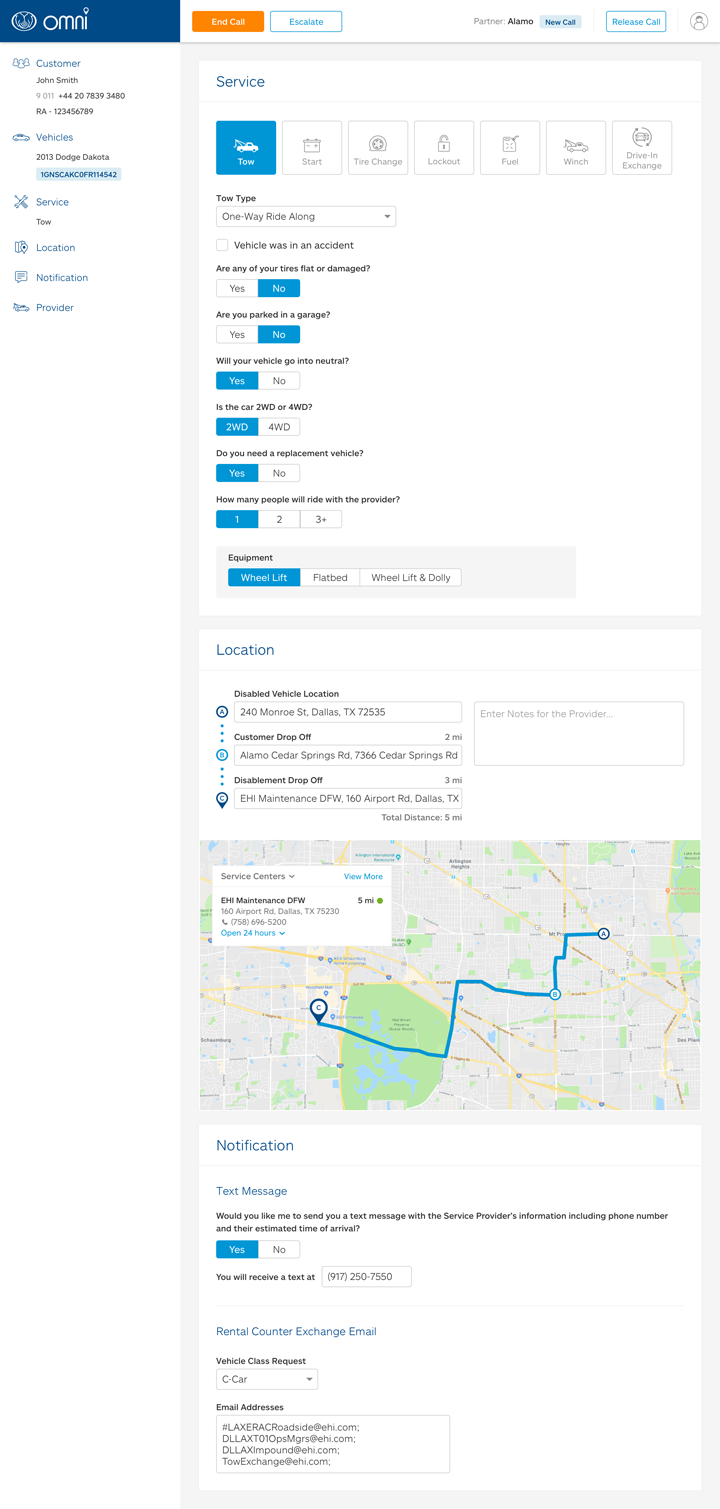 omni
End Call
Escalate
Partner: Alamo
New Call
Release Call
Customer
John Smith
9 011 +44 20 7839 3480
RA - 123456789
Vehicles
2013 Dodge Dakota
1GNSCAKC0FR114542
Service
Tow
Location
Notification
Provider
Service
Tow
Start
Tire Change
Lockout
Fuel
Winch
Drive-In
Exchange
Tow Type
One-Way Ride Along
Vehicle was in an accident
Are any of your tires flat or damaged?
Yes No
Are you parked in a garage?
Yes No
Will your vehicle go into neutral?
Yes No
Is the car 2WD or 4WD?
2WD 4WD
Do you need a replacement vehicle?
Yes No
How many people will ride with the provider?
1 2 3+
Equipment
Wheel Lift Flatbed Wheel Lift & Dolly
Location
Disabled Vehicle Location
A 240 Monroe St, Dallas, TX 72535
Enter Notes for the Provider...
Customer Drop Off 2 mi
B Alamo Cedar Springs Rd, 7366 Cedar Springs Rd
Disablement Drop Off 3 mi
C EHI Maintenance DFW, 160 Airport Rd, Dallas, TX
Total Distance: 5 mi
Arlington
Heights
Service Centers
View More
EHI Maintenance DFW 5 mi
160 Airport Rd, Dallas, TX 75230
(758) 696-5200
Open 24 hours
Mt Pro
A
B
C
Schaumburg
Des Plain
Notification
Text Message
Would you like me to send you a text message with the Service Provider's information including phone number
and their estimated time of arrival?
Yes No
You will receive a text at (917) 250-7550
Rental Counter Exchange Email
Vehicle Class Request
C-Car
Email Addresses
#LAXERACRoadside@ehi.com;
DLLAXT01OpsMgrs@ehi.com;
DLLAXImpound@ehi.com;
TowExchange@ehi.com;